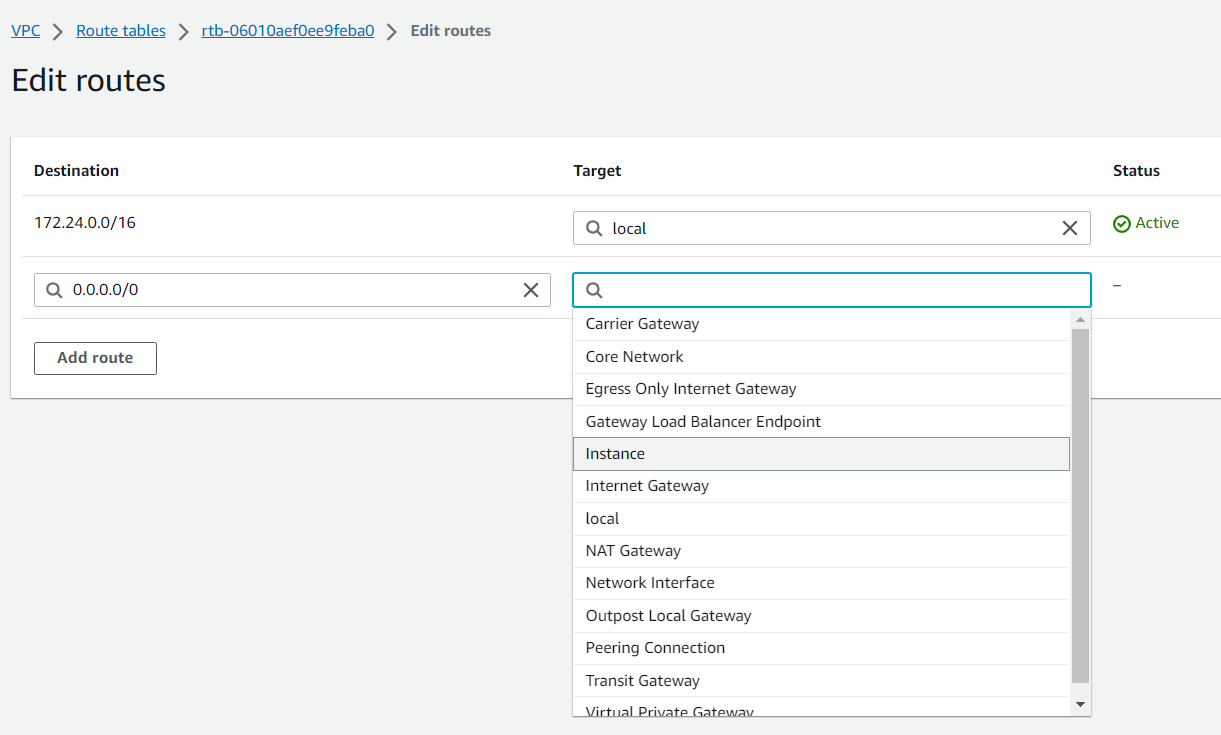 VPC > Route tables > rtb-06010aef0ee9feba0 > Edit routes
Edit routes
Destination Target Status
172.24.0.0/16 local Active
0.0.0.0/0 –
Add route
Carrier Gateway
Core Network
Egress Only Internet Gateway
Gateway Load Balancer Endpoint
Instance
Internet Gateway
local
NAT Gateway
Network Interface
Outpost Local Gateway
Peering Connection
Transit Gateway
Virtual Private Gateway